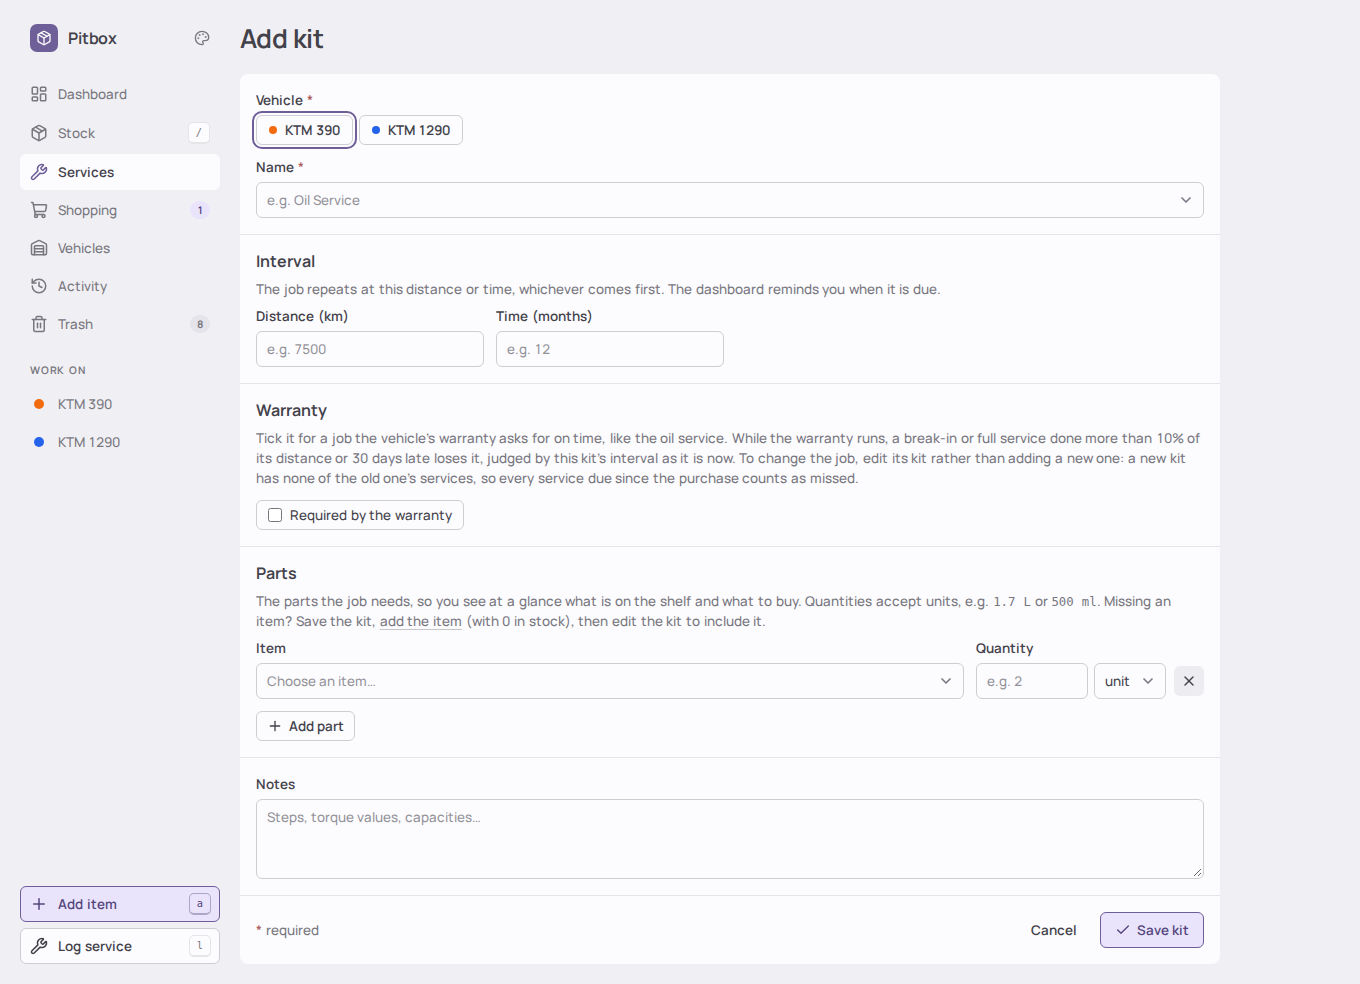 Pitbox
Dashboard
Stock /
Services
Shopping 1
Vehicles
Activity
Trash 8
WORK ON
KTM 390
KTM 1290
Add item a
Log service l
Add kit
Vehicle *
KTM 390 KTM 1290
Name *
e.g. Oil Service
Interval
The job repeats at this distance or time, whichever comes first. The dashboard reminds you when it is due.
Distance (km) Time (months)
e.g. 7500 e.g. 12
Warranty
Tick it for a job the vehicle's warranty asks for on time, like the oil service. While the warranty runs, a break-in or full service done more than 10% of
its distance or 30 days late loses it, judged by this kit's interval as it is now. To change the job, edit its kit rather than adding a new one: a new kit
has none of the old one's services, so every service due since the purchase counts as missed.
Required by the warranty
Parts
The parts the job needs, so you see at a glance what is on the shelf and what to buy. Quantities accept units, e.g. 1.7 L or 500 ml. Missing an
item? Save the kit, add the item (with 0 in stock), then edit the kit to include it.
Item Quantity
Choose an item... e.g. 2 unit
Add part
Notes
Steps, torque values, capacities...
* required Cancel Save kit